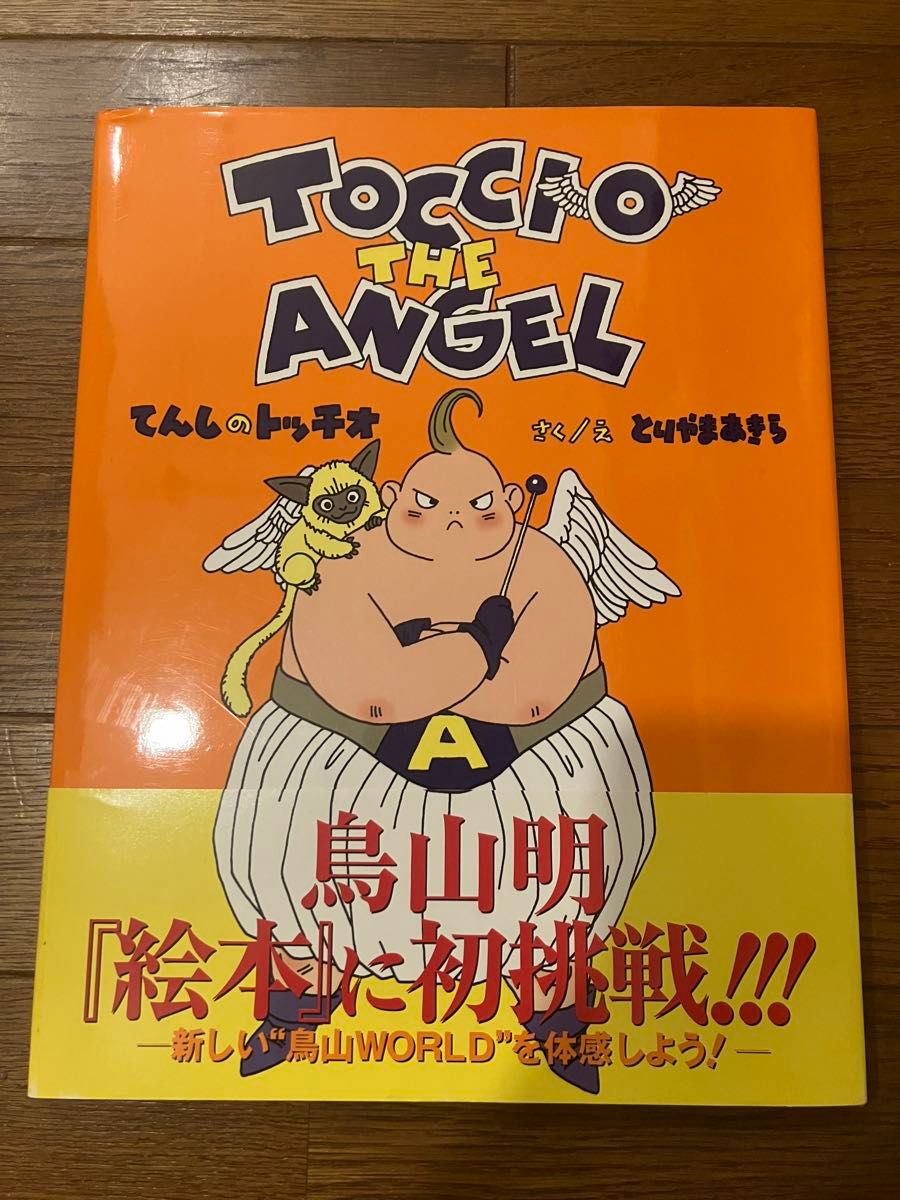 TOCCIO
THE
ANGEL
てんしのトッチオ
さく/え とりやまあきら
A
鳥山明
『絵本』に初挑戦!!!
—新しい“鳥山WORLD”を体感しよう!—